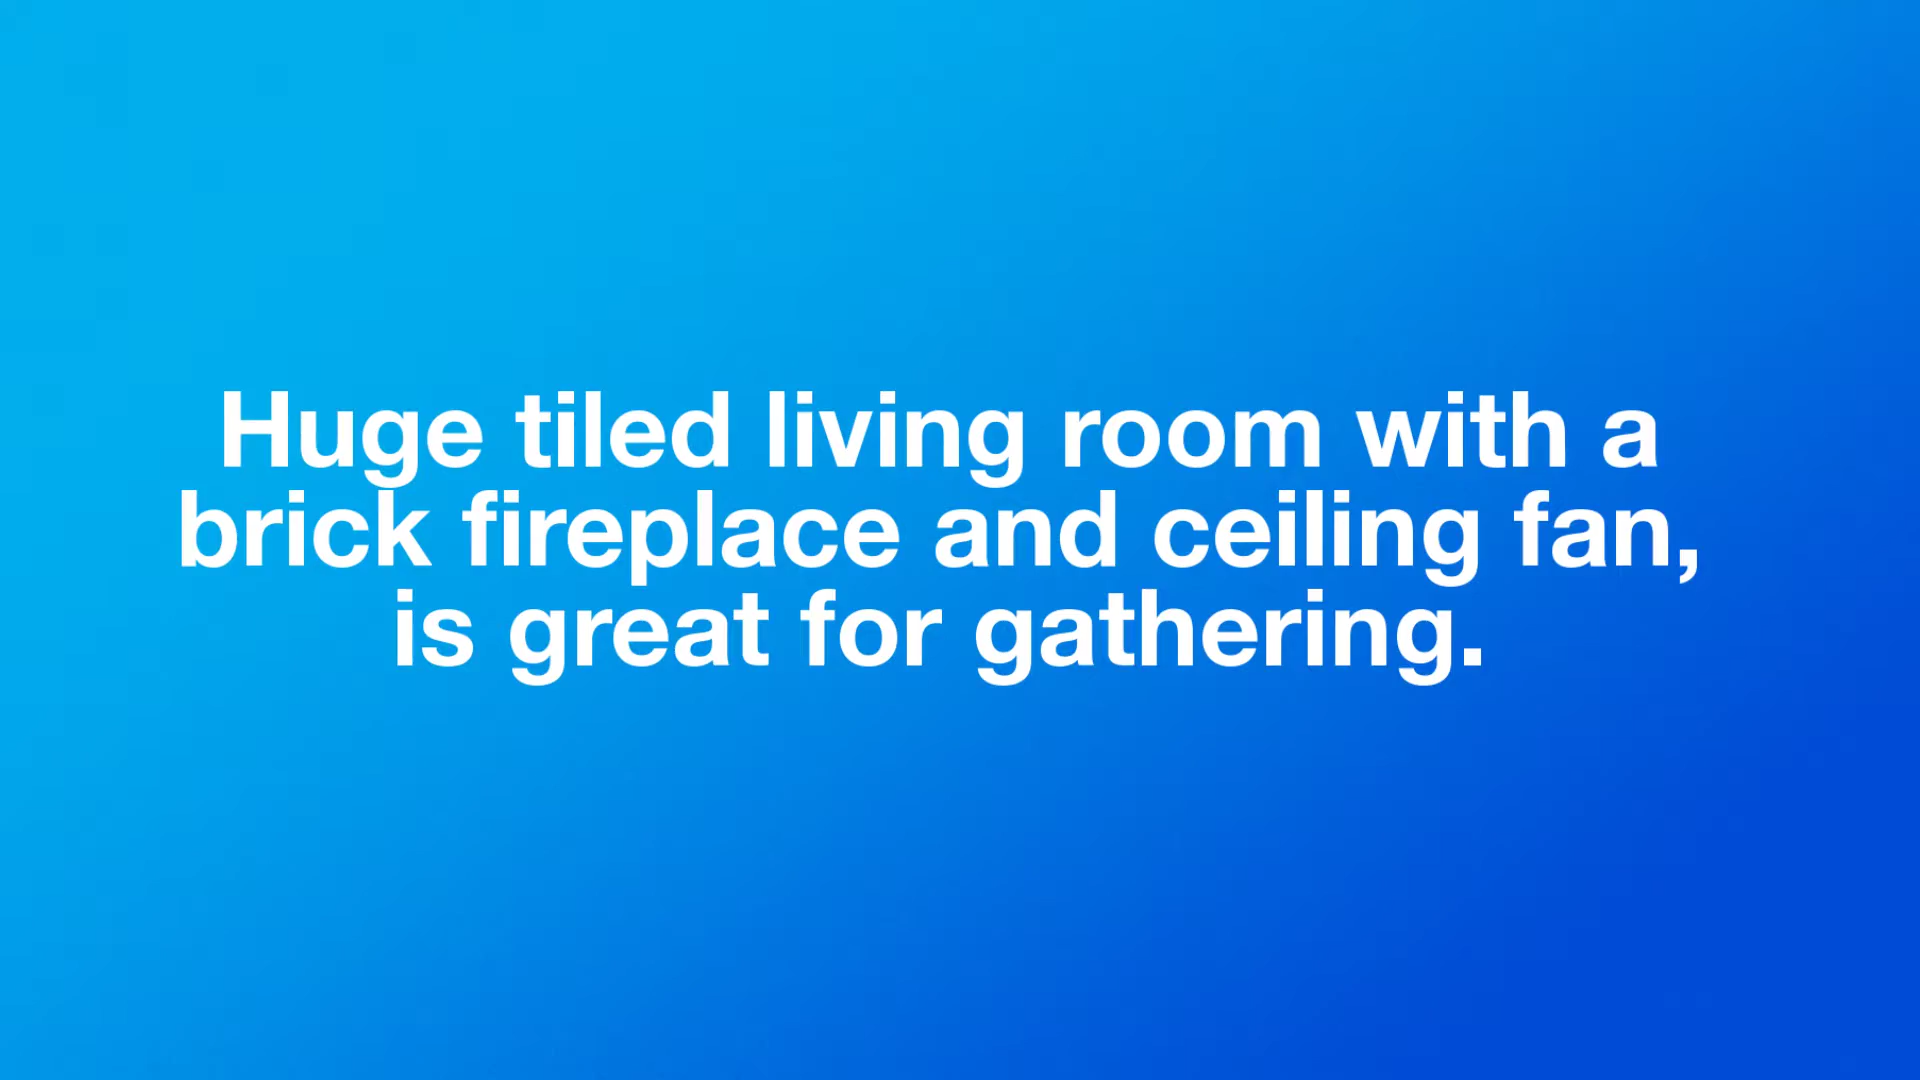 Huge tiled living room with a
brick fireplace and ceiling fan,
is great for gathering.